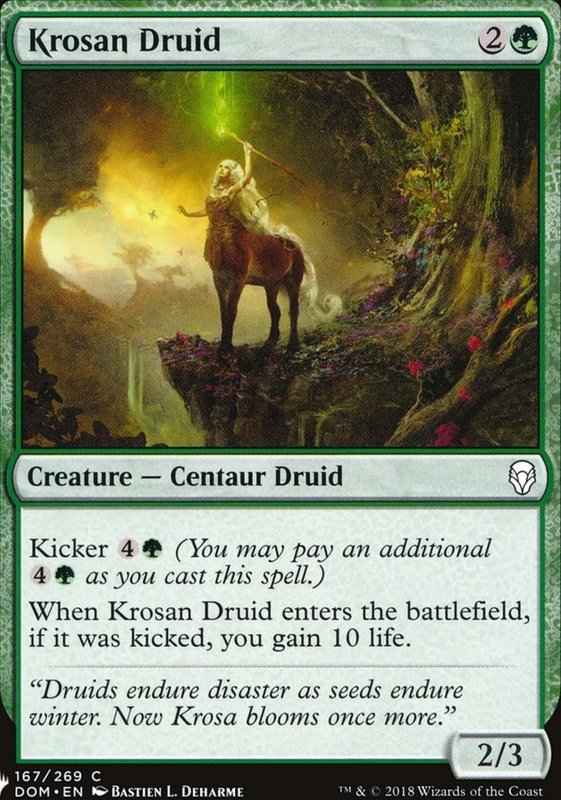 Krosan Druid 2
Creature — Centaur Druid
Kicker 4 (You may pay an additional
4 as you cast this spell.)
When Krosan Druid enters the battlefield,
if it was kicked, you gain 10 life.
“Druids endure disaster as seeds endure
winter. Now Krosa blooms once more.”
2/3
167/269 C
DOM • EN Bastien L. Deharme
™ & © 2018 Wizards of the Coast